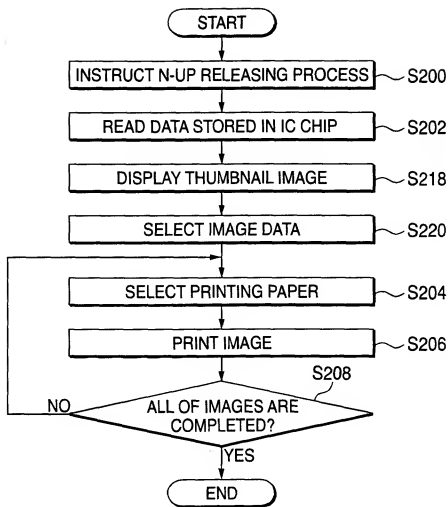 START
INSTRUCT N-UP RELEASING PROCESS
S200
READ DATA STORED IN IC CHIP
S202
DISPLAY THUMBNAIL IMAGE
S218
SELECT IMAGE DATA
S220
SELECT PRINTING PAPER
S204
PRINT IMAGE
S206
S208
ALL OF IMAGES ARE
COMPLETED?
NO
YES
END